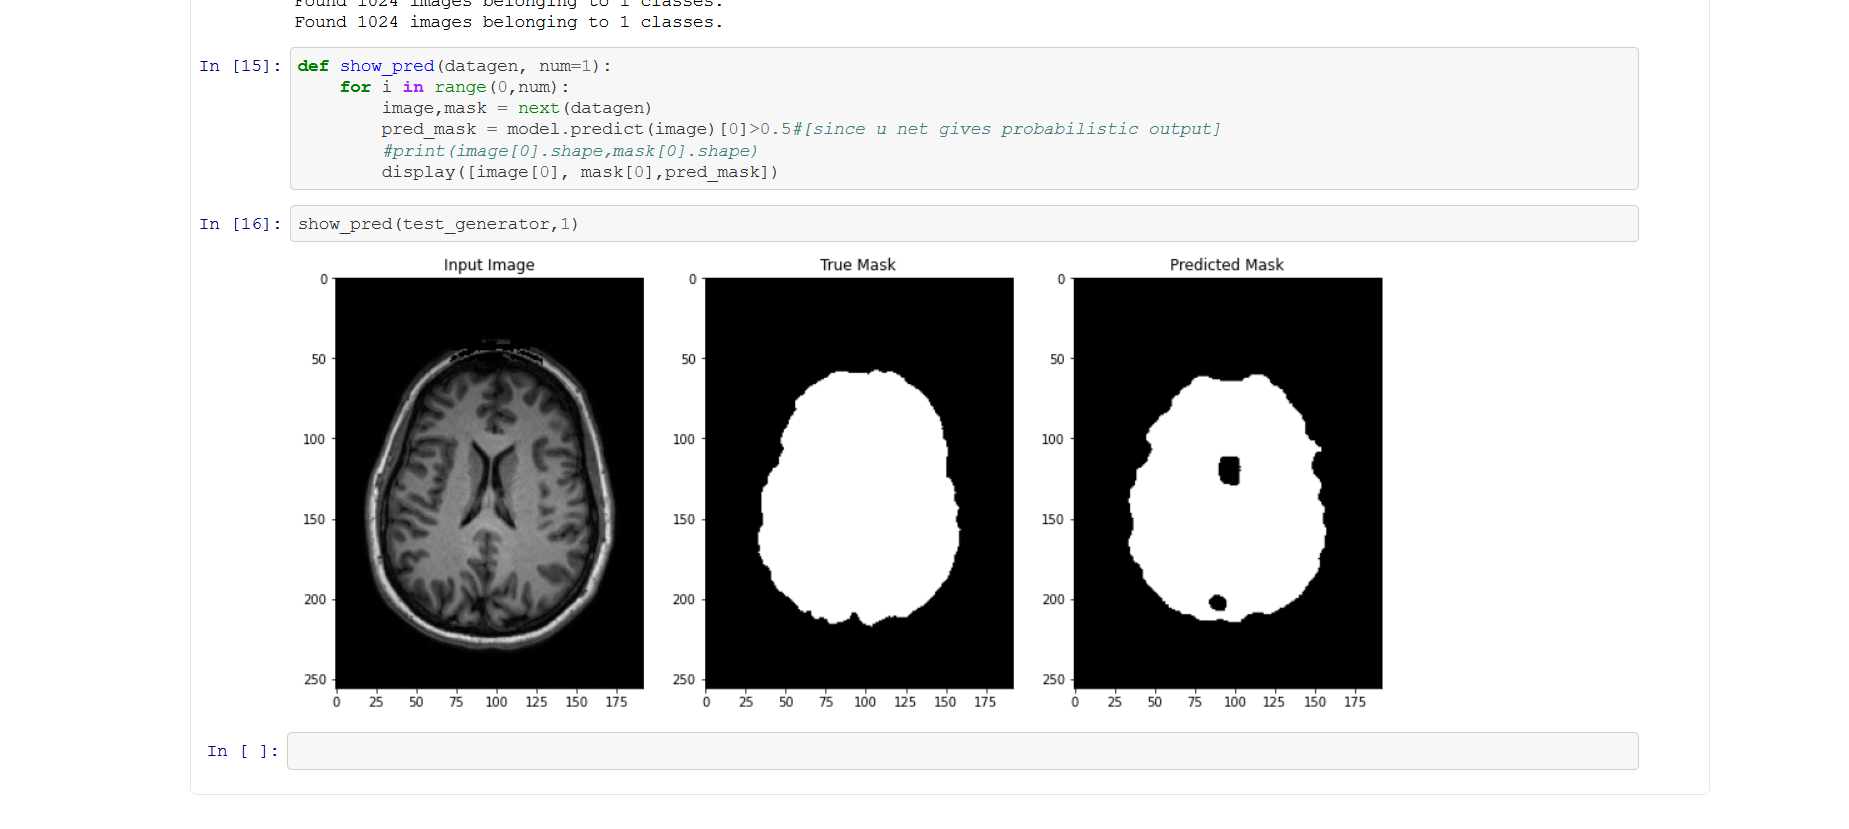 Found 1024 images belonging to 1 classes.
Found 1024 images belonging to 1 classes.
In [15]: def show_pred(datagen, num=1):
    for i in range(0,num):
        image,mask = next(datagen)
        pred_mask = model.predict(image)[0]>0.5#[since u net gives probabilistic output]
        #print(image[0].shape,mask[0].shape)
        display([image[0], mask[0],pred_mask])
In [16]: show_pred(test_generator,1)
Input Image
0
50
100
150
200
250
0 25 50 75 100 125 150 175
True Mask
0
50
100
150
200
250
0 25 50 75 100 125 150 175
Predicted Mask
0
50
100
150
200
250
0 25 50 75 100 125 150 175
In [ ]: